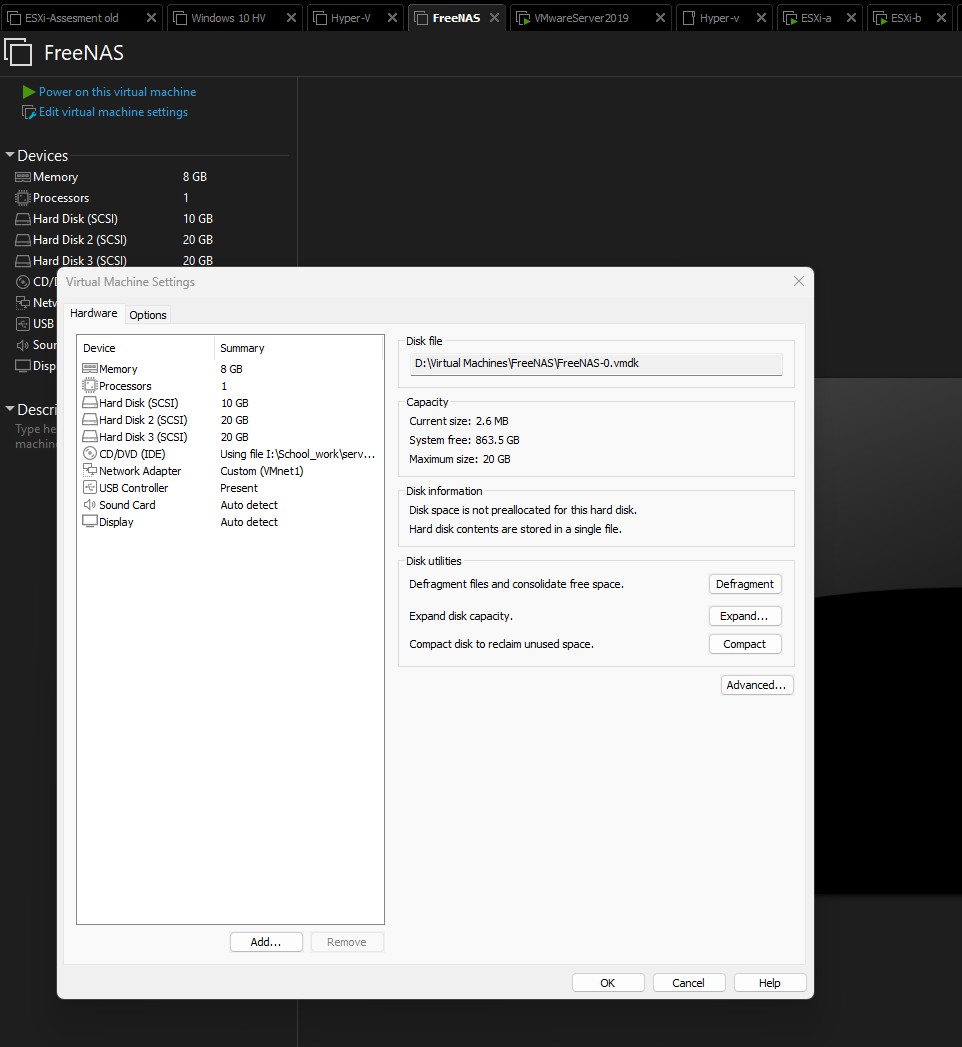 ESXi-Assesment old
Windows 10 HV
Hyper-V
FreeNAS
VMwareServer2019
Hyper-v
ESXi-a
ESXi-b
FreeNAS
Power on this virtual machine
Edit virtual machine settings
Devices
Memory 8 GB
Processors 1
Hard Disk (SCSI) 10 GB
Hard Disk 2 (SCSI) 20 GB
Hard Disk 3 (SCSI) 20 GB
CD/
Netw
USB
Soun
Disp
Descri
Type he
machin
Virtual Machine Settings
Hardware Options
Device Summary
Memory 8 GB
Processors 1
Hard Disk (SCSI) 10 GB
Hard Disk 2 (SCSI) 20 GB
Hard Disk 3 (SCSI) 20 GB
CD/DVD (IDE) Using file I:\School_work\serv...
Network Adapter Custom (VMnet1)
USB Controller Present
Sound Card Auto detect
Display Auto detect
Add...
Remove
Disk file
D:\Virtual Machines\FreeNAS\FreeNAS-0.vmdk
Capacity
Current size: 2.6 MB
System free: 863.5 GB
Maximum size: 20 GB
Disk information
Disk space is not preallocated for this hard disk.
Hard disk contents are stored in a single file.
Disk utilities
Defragment files and consolidate free space. Defragment
Expand disk capacity. Expand...
Compact disk to reclaim unused space. Compact
Advanced...
OK
Cancel
Help